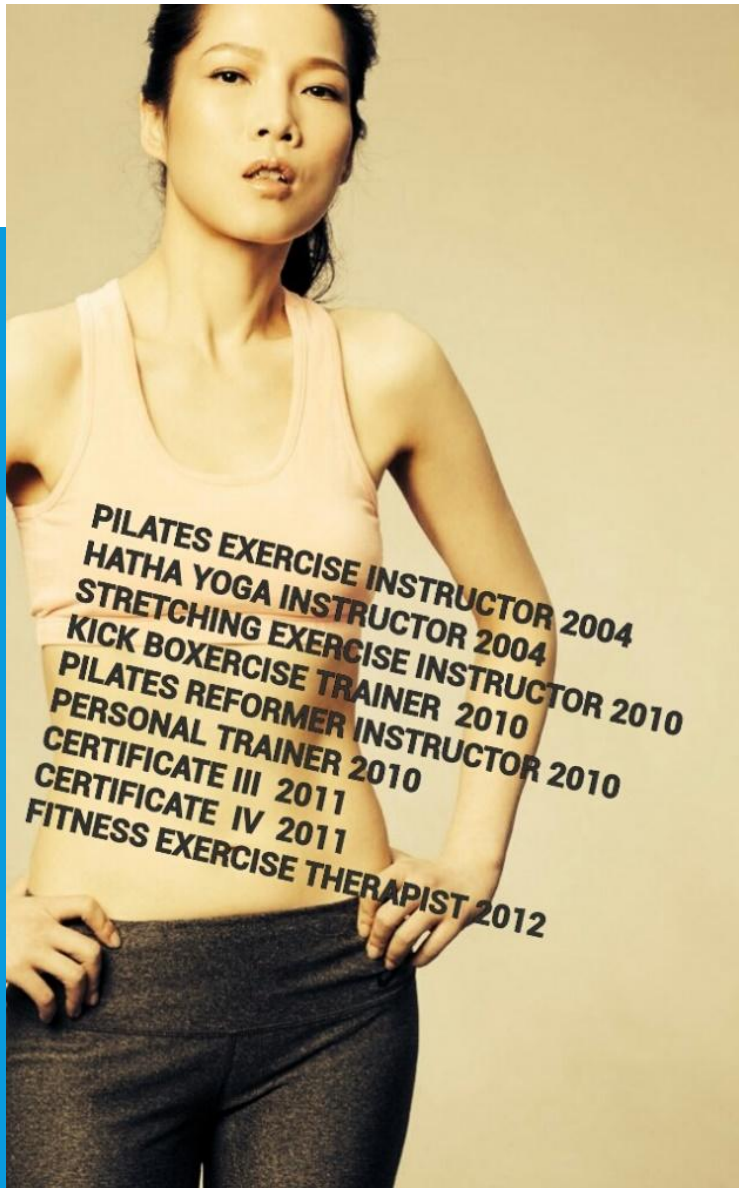 PILATES EXERCISE INSTRUCTOR 2004
HATHA YOGA INSTRUCTOR 2004
STRETCHING EXERCISE INSTRUCTOR 2010
KICK BOXERCISE TRAINER 2010
PILATES REFORMER INSTRUCTOR 2010
PERSONAL TRAINER 2010
CERTIFICATE III 2011
CERTIFICATE IV 2011
FITNESS EXERCISE THERAPIST 2012